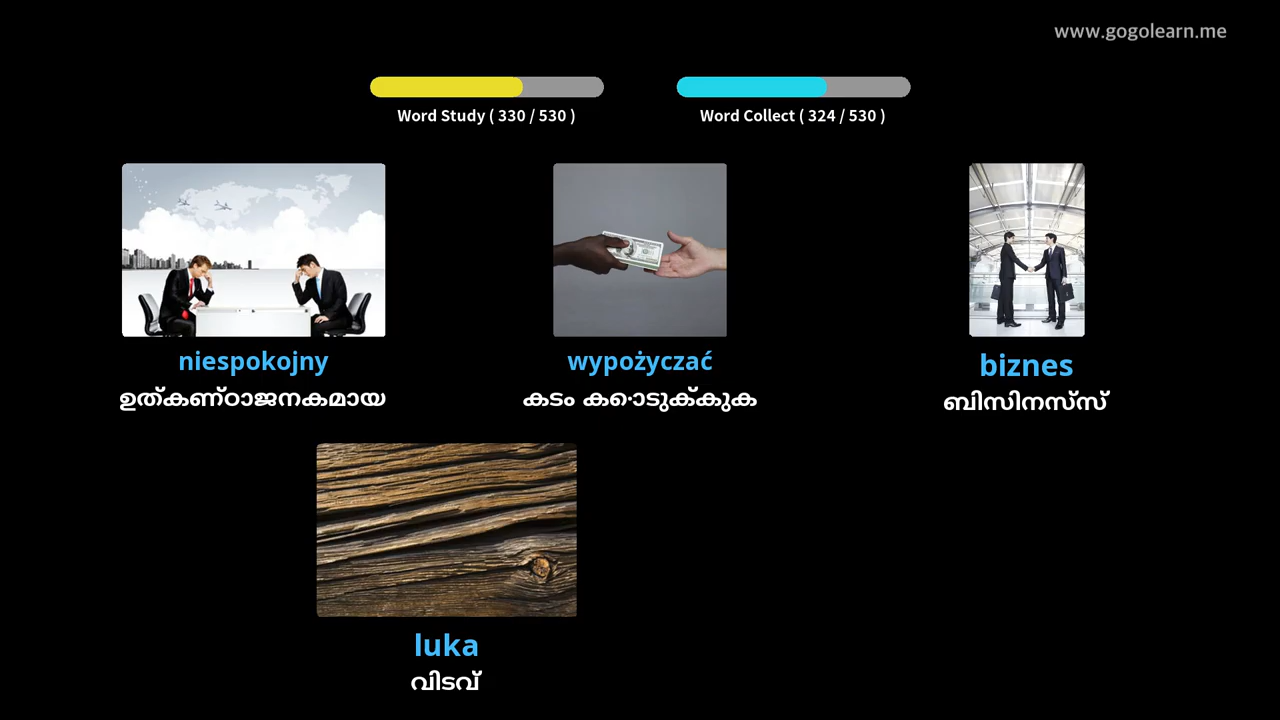 www.gogolearn.me
Word Study ( 330 / 530 )
Word Collect ( 324 / 530 )
niespokojny
ഉത്കണ്ഠാജനകമായ
wypożyczać
കടം കൊടുക്കുക
biznes
ബിസിനസ്സ്
luka
വിടവ്